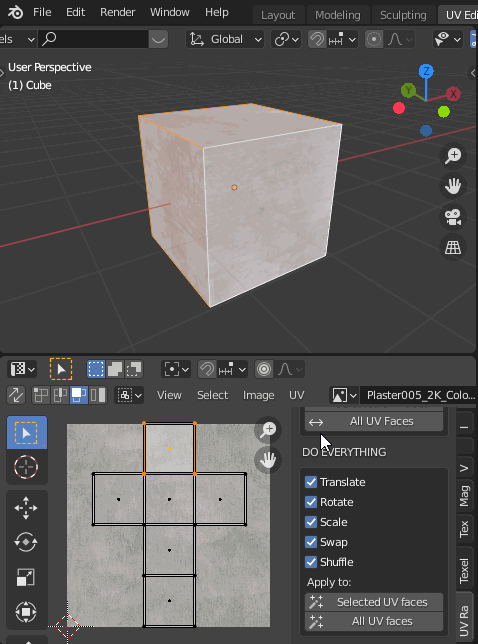 File Edit Render Window Help Layout Modeling Sculpting UV Edi
els Global
User Perspective
(1) Cube
Z
Y
X
View Select Image UV Plaster005_2K_Colo...
All UV Faces
DO EVERYTHING
Translate
Rotate
Scale
Swap
Shuffle
Apply to:
Selected UV faces
All UV faces
I
V
Mag
Tex
Texel
UV Ra